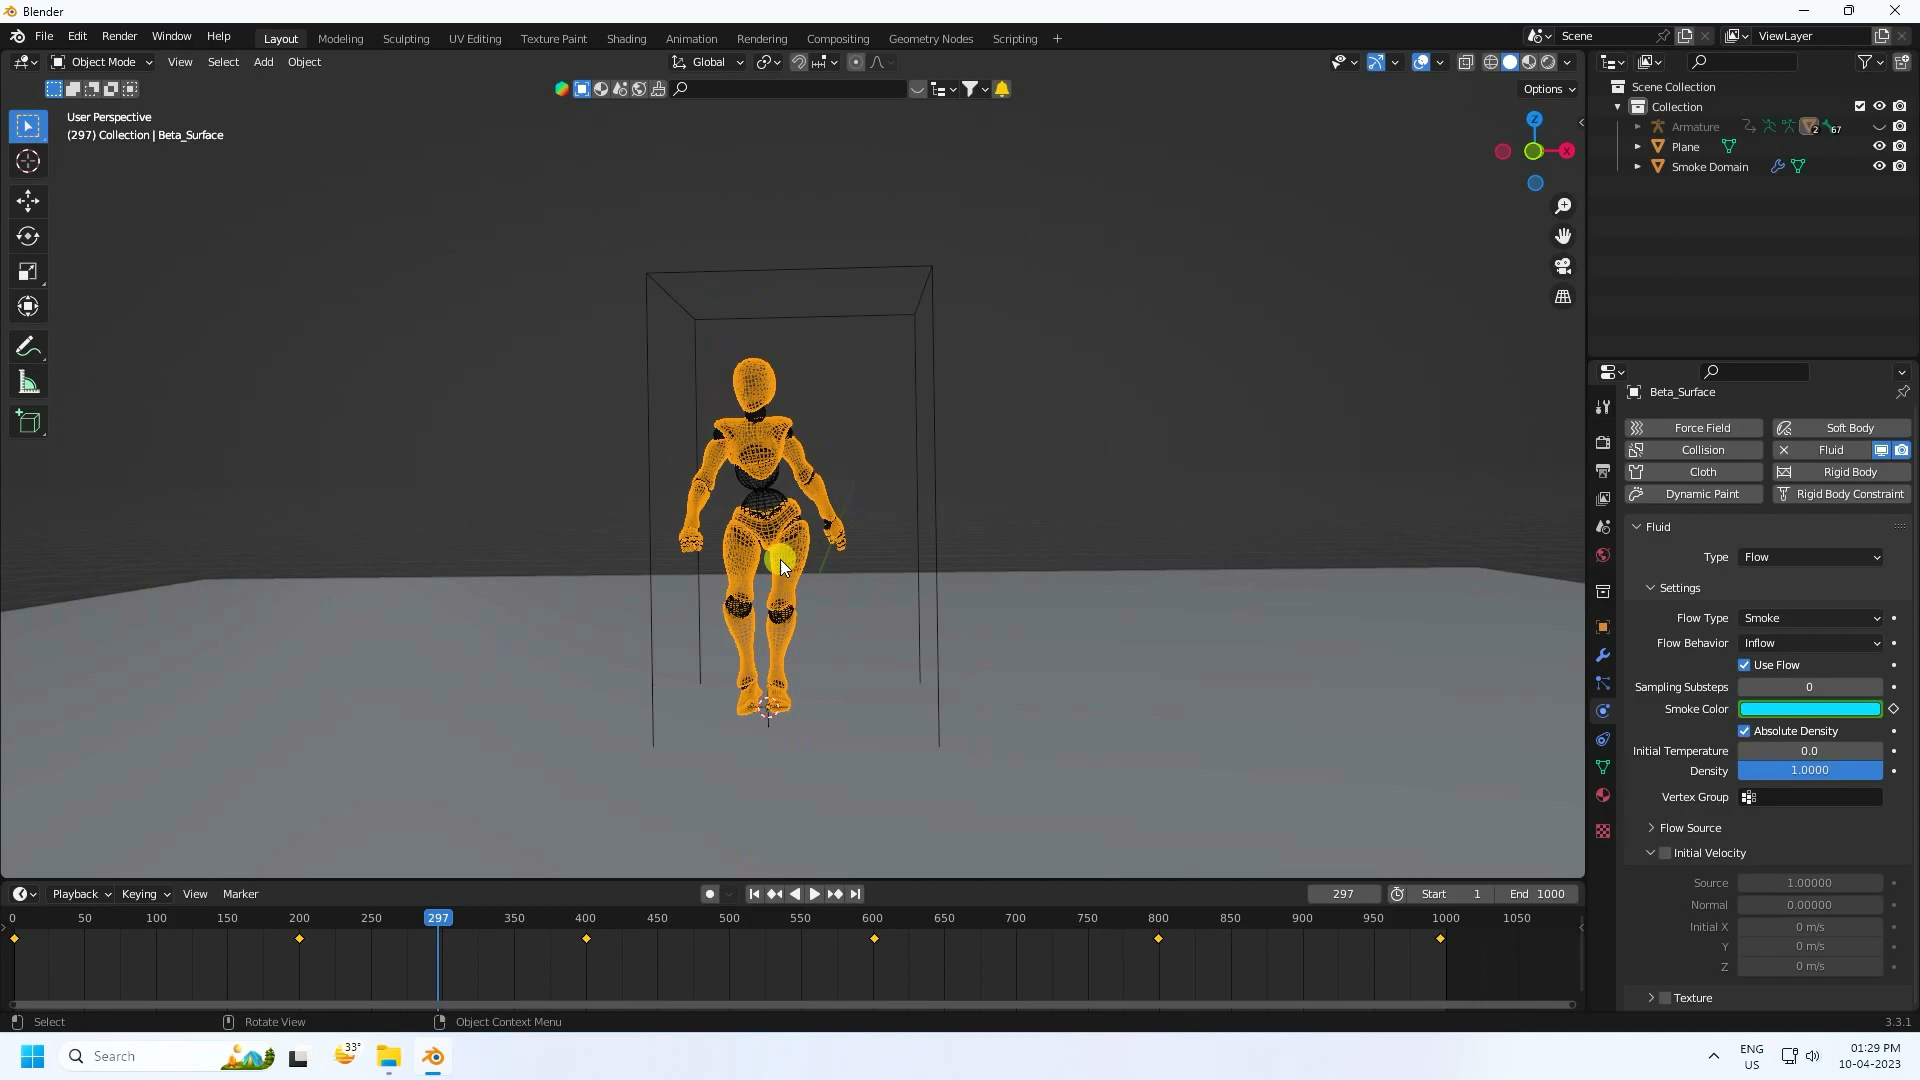 Blender
File Edit Render Window Help
Layout Modeling Sculpting UV Editing Texture Paint Shading Animation Rendering Compositing Geometry Nodes Scripting +
Scene
ViewLayer
Object Mode View Select Add Object
Global
Options
User Perspective
(297) Collection | Beta_Surface
Z
X
Scene Collection
Collection
Armature
2
67
Plane
Smoke Domain
Beta_Surface
Force Field
Soft Body
Collision
Fluid
Cloth
Rigid Body
Dynamic Paint
Rigid Body Constraint
Fluid
Type Flow
Settings
Flow Type Smoke
Flow Behavior Inflow
Use Flow
Sampling Substeps 0
Smoke Color
Absolute Density
Initial Temperature 0.0
Density 1.0000
Vertex Group
Flow Source
Initial Velocity
Source 1.00000
Normal 0.00000
Initial X 0 m/s
Y 0 m/s
Z 0 m/s
Texture
Playback Keying View Marker
297
Start 1
End 1000
0 50 100 150 200 250 297 350 400 450 500 550 600 650 700 750 800 850 900 950 1000 1050
Select
Rotate View
Object Context Menu
3.3.1
Search
33°
ENG
US
01:29 PM
10-04-2023